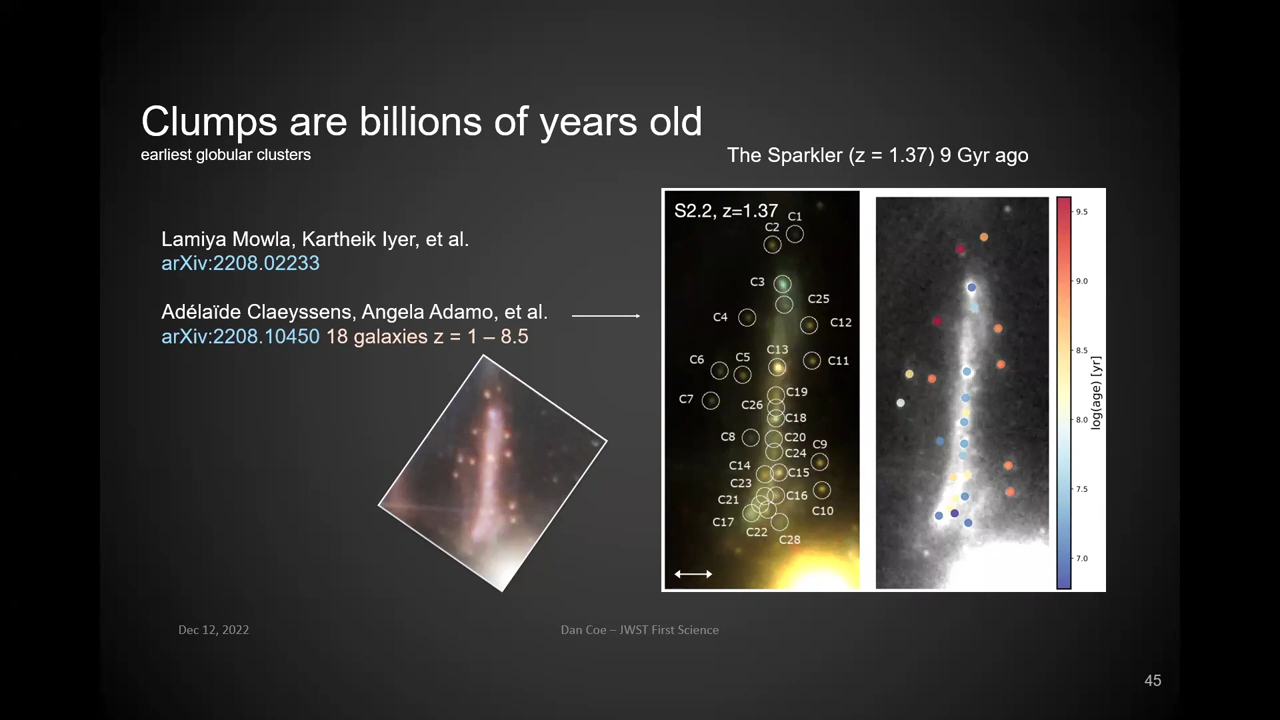 Clumps are billions of years old
earliest globular clusters
The Sparkler (z = 1.37) 9 Gyr ago
Lamiya Mowla, Kartheik Iyer, et al.
arXiv:2208.02233
Adélaïde Claeyssens, Angela Adamo, et al.
arXiv:2208.10450 18 galaxies z = 1 – 8.5
S2.2, z=1.37
C1
C2
C3
C25
C4
C12
C13
C6
C5
C11
C7
C19
C26
C18
C8
C20
C9
C24
C14
C15
C23
C21
C16
C10
C17
C22
C28
9.5
9.0
8.5
8.0
7.5
7.0
log(age) [yr]
Dec 12, 2022
Dan Coe – JWST First Science
45